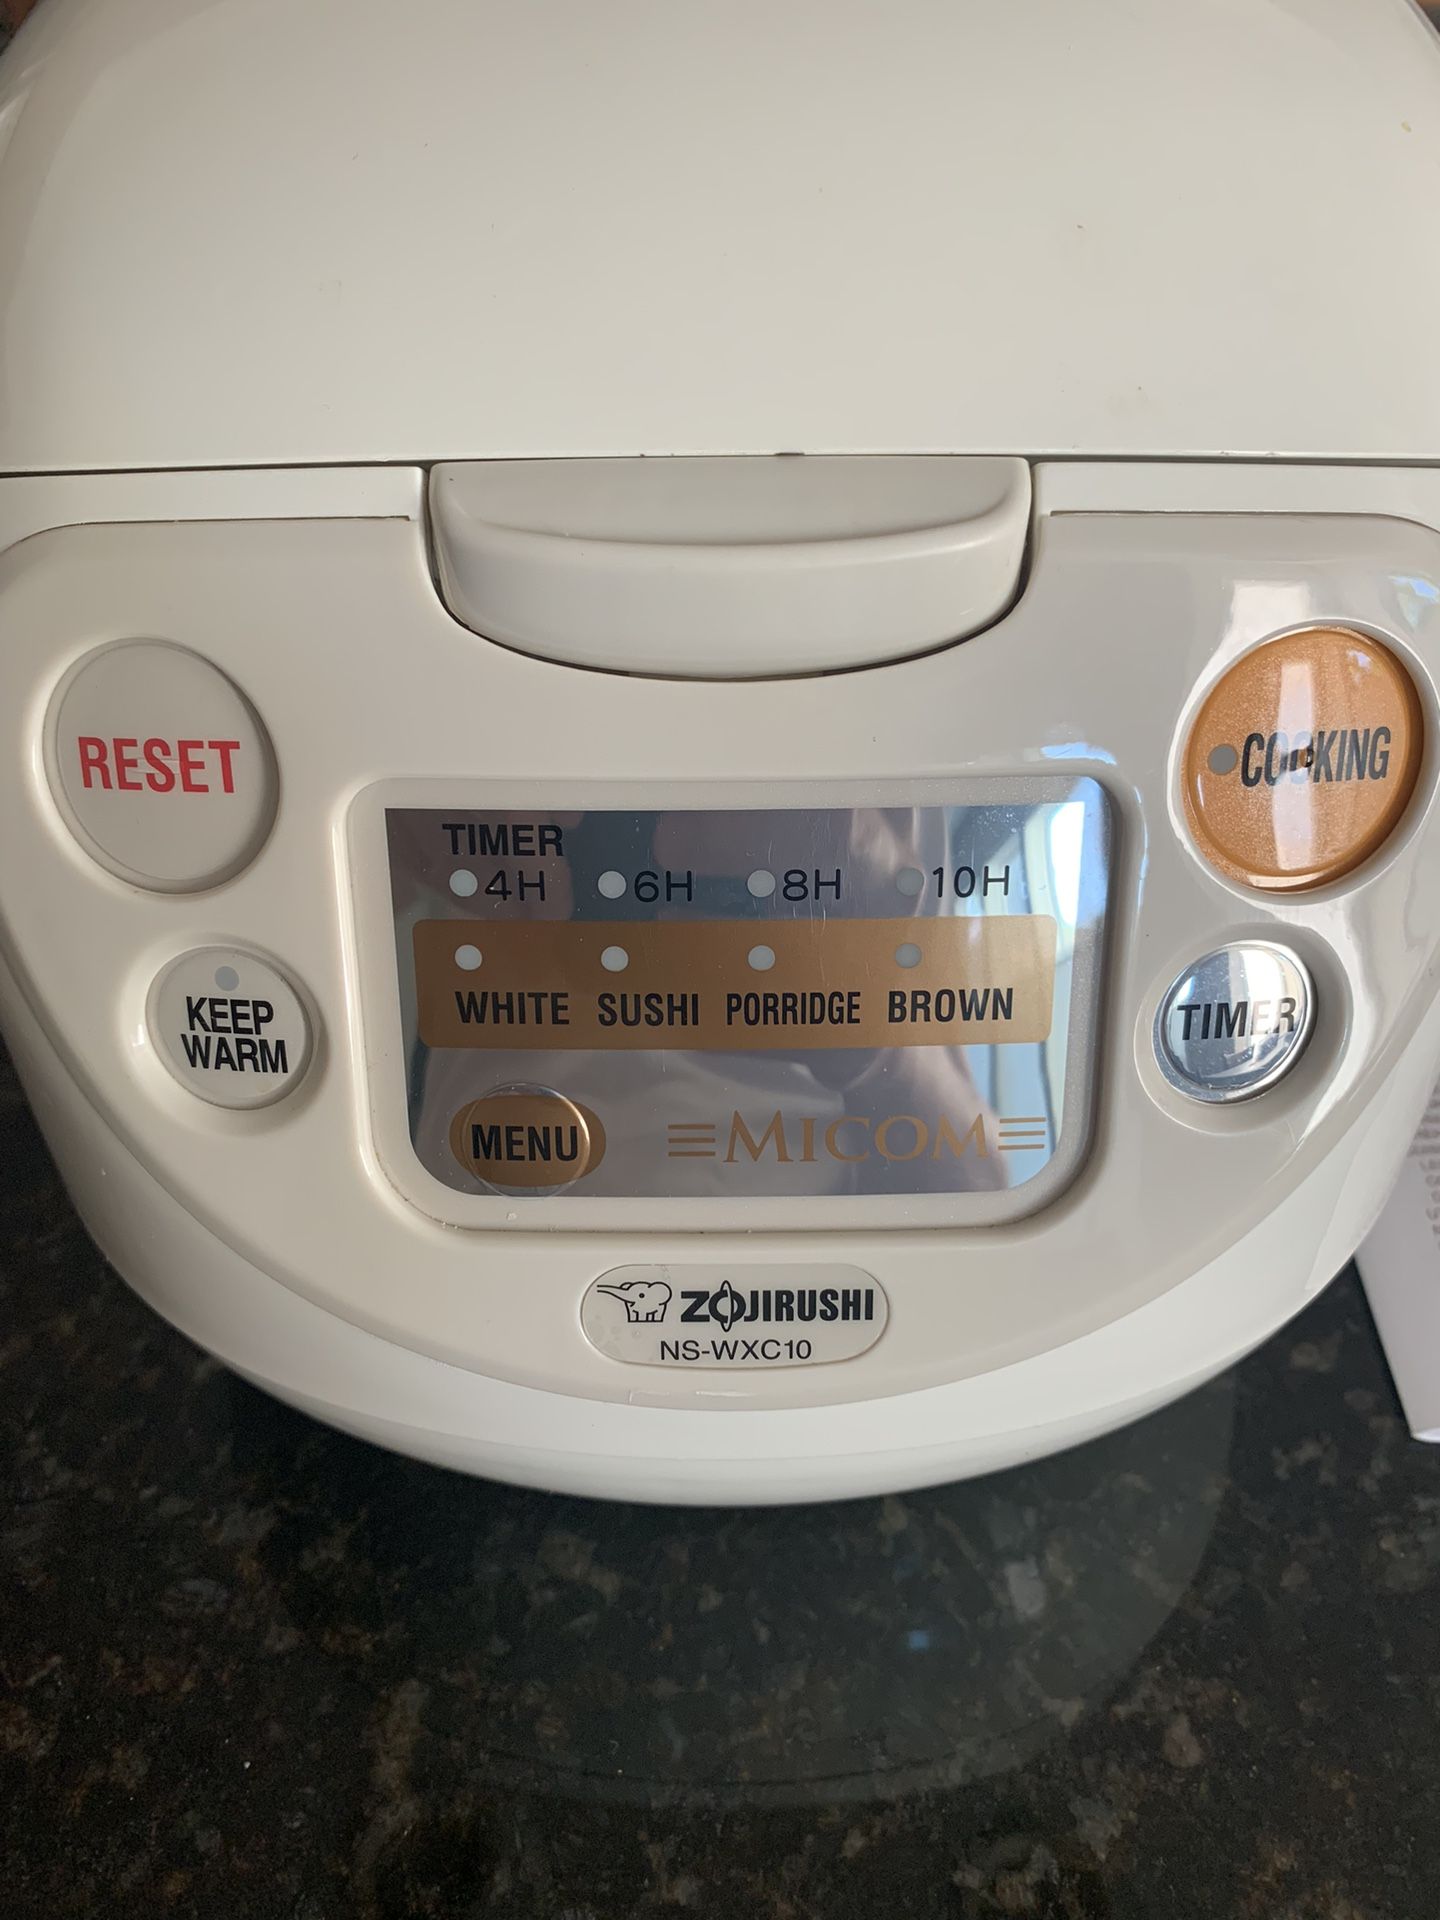 RESET
COOKING
TIMER
4H 6H 8H 10H
WHITE SUSHI PORRIDGE BROWN
KEEP
WARM
TIMER
MENU
MICOM
ZOJIRUSHI
NS-WXC10